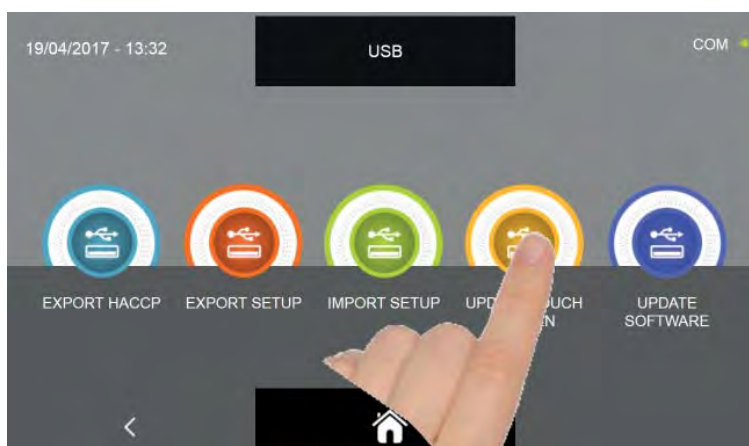 19/04/2017 - 13:32
USB
COM
EXPORT HACCP
EXPORT SETUP
IMPORT SETUP
UPDATE
SOFTWARE